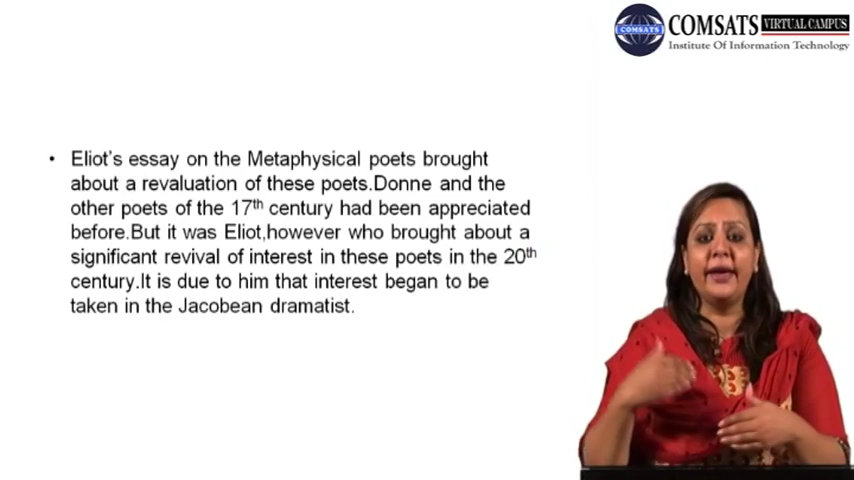 COMSATS
COMSATS VIRTUAL CAMPUS
Institute Of Information Technology
• Eliot's essay on the Metaphysical poets brought
about a revaluation of these poets.Donne and the
other poets of the 17th century had been appreciated
before.But it was Eliot,however who brought about a
significant revival of interest in these poets in the 20th
century.It is due to him that interest began to be
taken in the Jacobean dramatist.